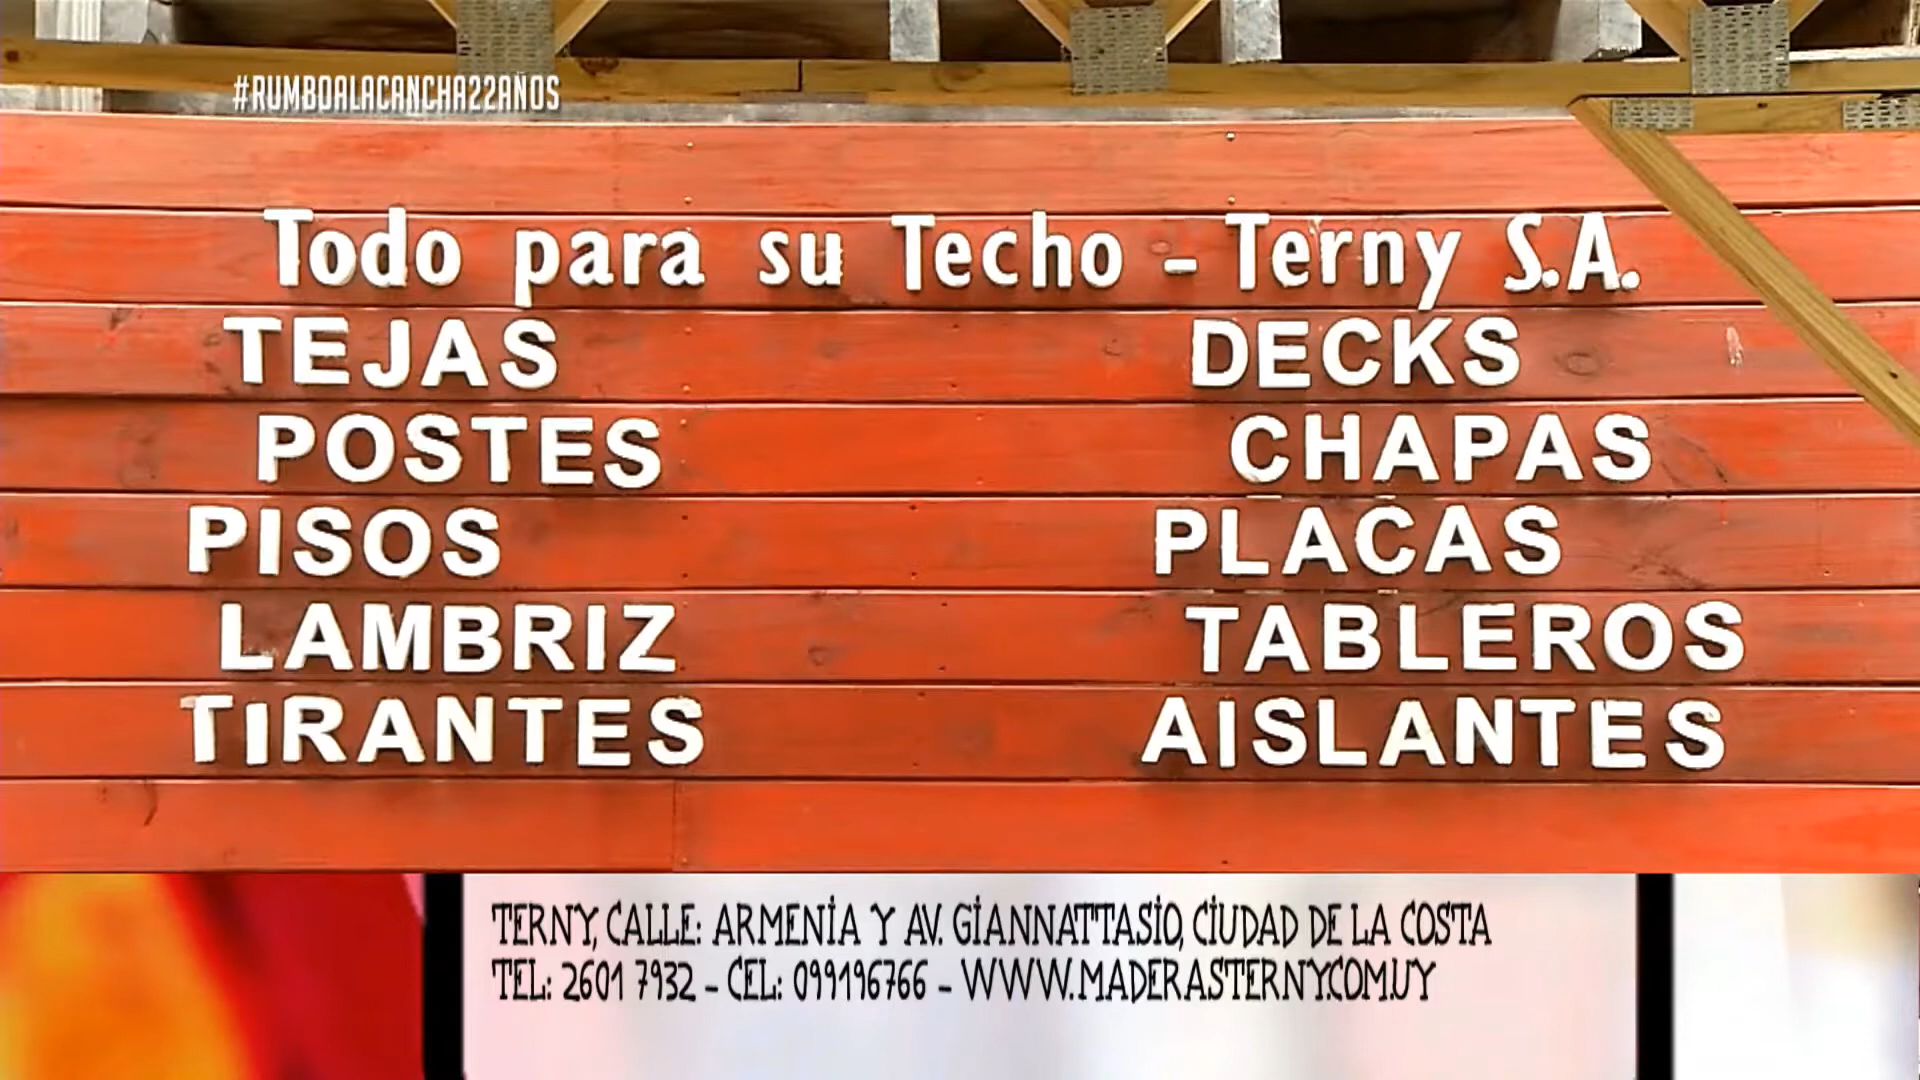 #RUMBOALACANCHA22AÑOS
Todo para su Techo - Terny S.A.
TEJAS DECKS
POSTES CHAPAS
PISOS PLACAS
LAMBRIZ TABLEROS
TIRANTES AISLANTES
TERNY, CALLE: ARMENIA Y AV. GIANNATTASIO, CIUDAD DE LA COSTA
TEL: 2601 7932 - CEL: 099196766 - WWW.MADERASTERNY.COM.UY